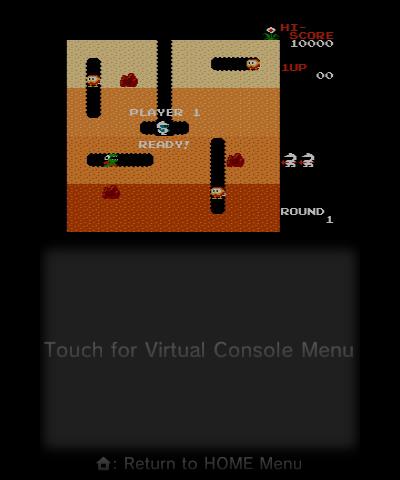 HI-
SCORE
10000
1UP
00
PLAYER 1
READY!
ROUND
1
Touch for Virtual Console Menu
: Return to HOME Menu